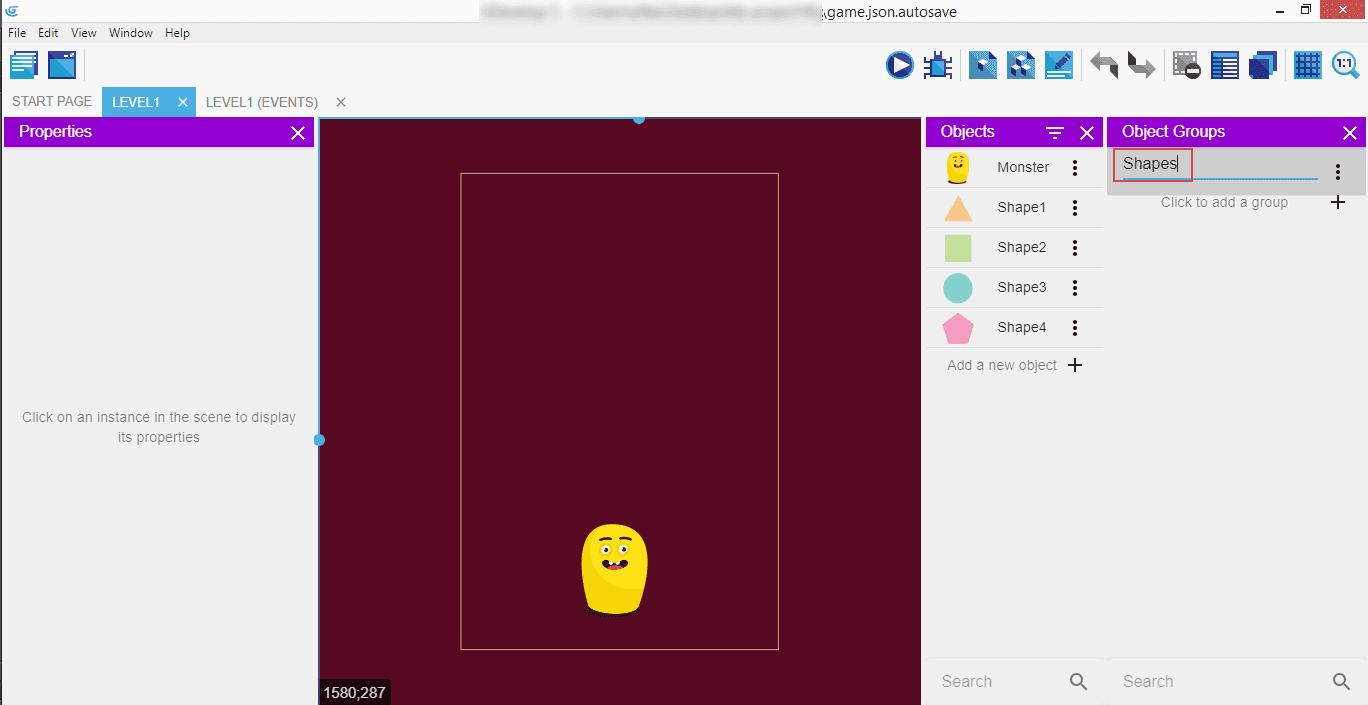 \game.json.autosave
File Edit View Window Help
1:1
START PAGE LEVEL1 LEVEL1 (EVENTS)
Properties
Objects
Object Groups
Monster
Shapes
Shape1
Click to add a group
Shape2
Shape3
Shape4
Add a new object
Click on an instance in the scene to display
its properties
1580;287
Search
Search